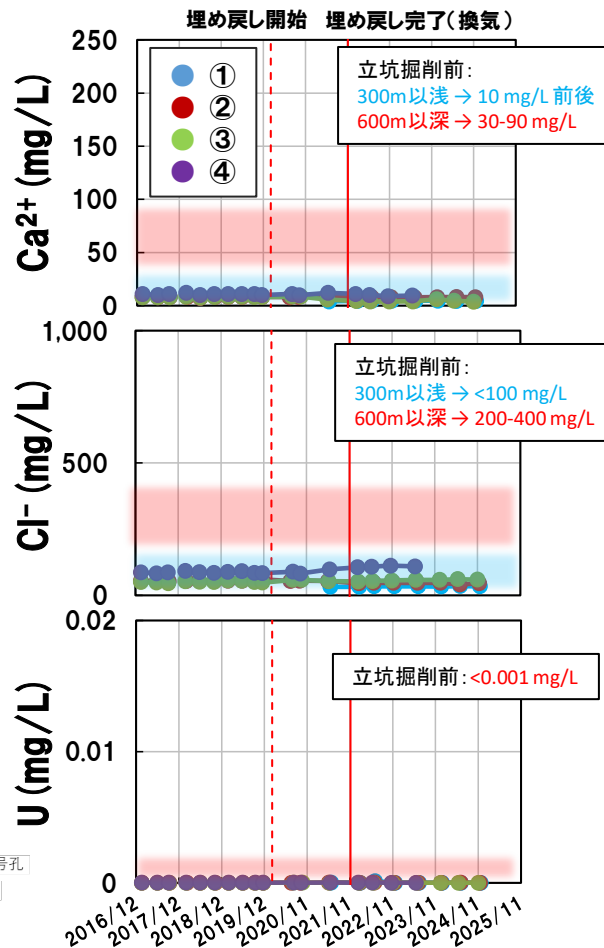 埋め戻し開始 埋め戻し完了(換気)
250
200
150
100
50
0
Ca²⁺ (mg/L)
①
②
③
④
立坑掘削前:
300m以浅 → 10 mg/L 前後
600m以深 → 30-90 mg/L
1,000
500
0
Cl⁻ (mg/L)
立坑掘削前:
300m以浅 → <100 mg/L
600m以深 → 200-400 mg/L
0.02
0.01
0
U (mg/L)
立坑掘削前:<0.001 mg/L
号孔
2016/12
2017/12
2018/12
2019/12
2020/11
2021/11
2022/11
2023/11
2024/11
2025/11